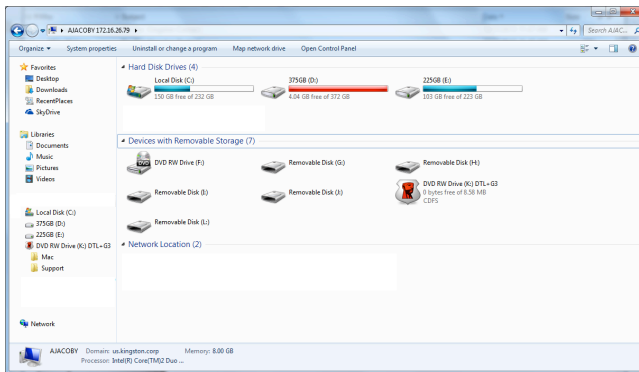 AJACOBY 172.16.26.79
Search AJAC...
Organize
System properties
Uninstall or change a program
Map network drive
Open Control Panel
Favorites
Desktop
Downloads
RecentPlaces
SkyDrive
Libraries
Documents
Music
Pictures
Videos
Local Disk (C:)
375GB (D:)
225GB (E:)
DVD RW Drive (K:) DTL+G3
Mac
Support
Network
Hard Disk Drives (4)
Local Disk (C:)
150 GB free of 232 GB
375GB (D:)
4.04 GB free of 372 GB
225GB (E:)
103 GB free of 223 GB
Devices with Removable Storage (7)
DVD RW Drive (F:)
Removable Disk (G:)
Removable Disk (H:)
Removable Disk (I:)
Removable Disk (J:)
DVD RW Drive (K:) DTL+G3
0 bytes free of 8.58 MB
CDFS
Removable Disk (L:)
Network Location (2)
AJACOBY Domain: us.kingston.corp Memory: 8.00 GB
Processor: Intel(R) Core(TM)2 Duo ...